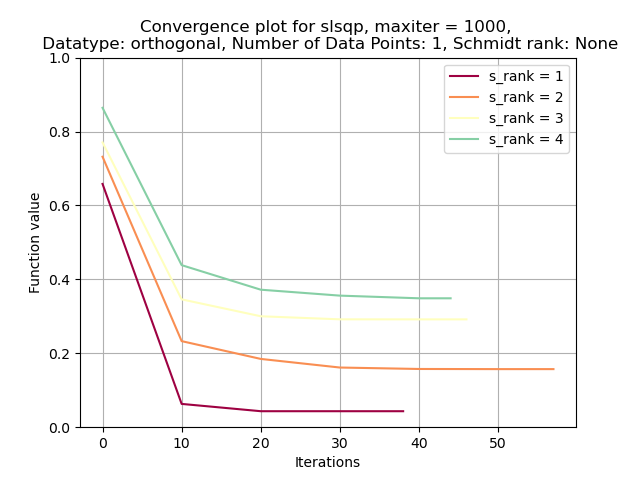 Convergence plot for slsqp, maxiter = 1000,
Datatype: orthogonal, Number of Data Points: 1, Schmidt rank: None
1.0
0.8
0.6
0.4
0.2
0.0
Function value
s_rank = 1
s_rank = 2
s_rank = 3
s_rank = 4
0 10 20 30 40 50
Iterations